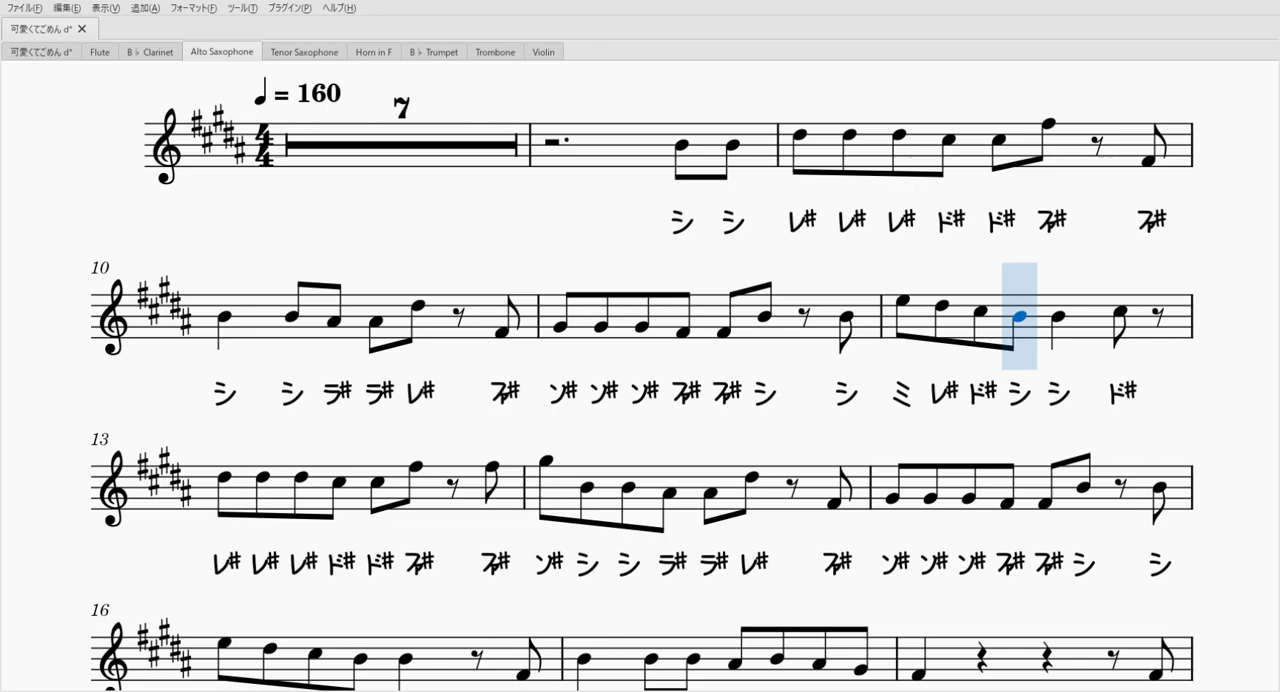 ファイル(F) 編集(E) 表示(V) 追加(A) フォーマット(F) ツール(T) プラグイン(P) ヘルプ(H)
可愛くてごめん d* ✕
可愛くてごめん d* Flute B♭ Clarinet Alto Saxophone Tenor Saxophone Horn in F B♭ Trumpet Trombone Violin
♩ = 160
7
4
4
シ シ レ# レ# レ# ド# ド# ファ# ファ#
10
シ シ ラ# ラ# レ# ファ# ソ# ソ# ソ# ファ# ファ# シ シ ミ レ# ド# シ シ ド#
13
レ# レ# レ# ド# ド# ファ# ファ# ソ# シ シ ラ# ラ# レ# ファ# ソ# ソ# ソ# ファ# ファ# シ シ
16